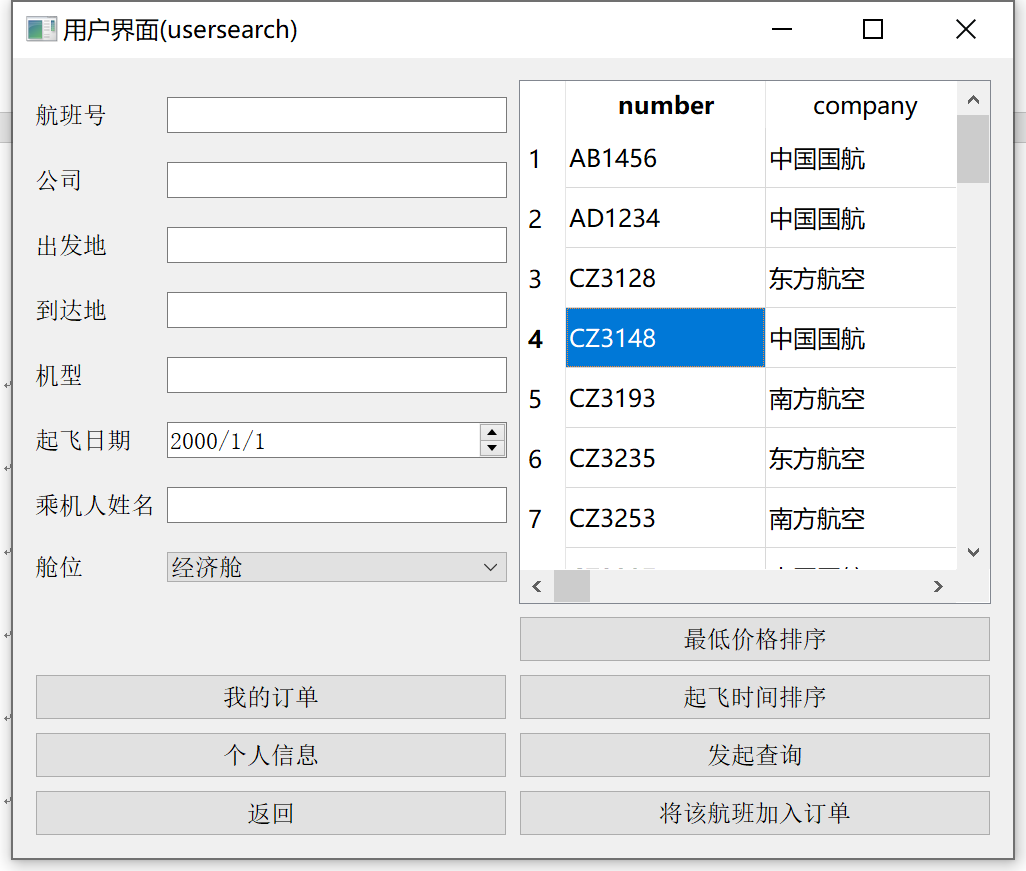 用户界面(usersearch)
航班号
公司
出发地
到达地
机型
起飞日期 2000/1/1
乘机人姓名
舱位 经济舱
number company
1 AB1456 中国国航
2 AD1234 中国国航
3 CZ3128 东方航空
4 CZ3148 中国国航
5 CZ3193 南方航空
6 CZ3235 东方航空
7 CZ3253 南方航空
最低价格排序
我的订单 起飞时间排序
个人信息 发起查询
返回 将该航班加入订单